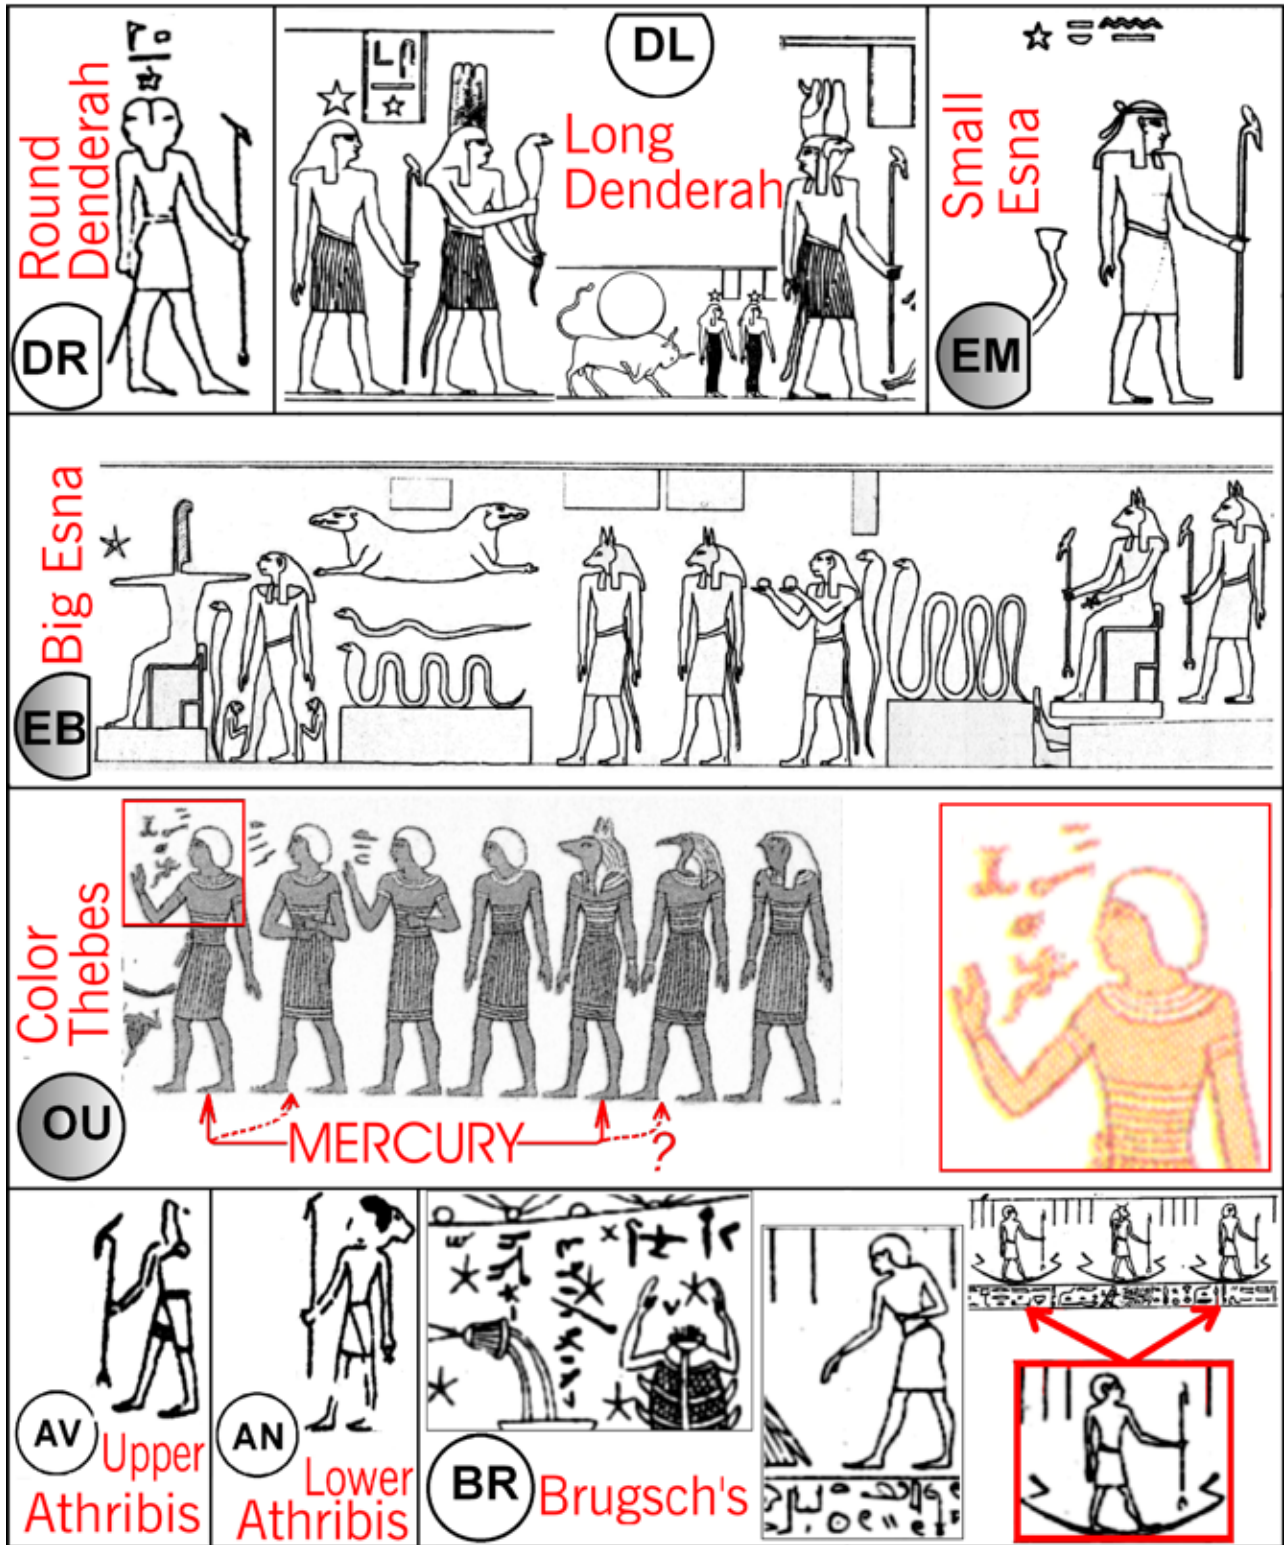 Round
Denderah
DR
DL
Long
Denderah
Small
Esna
EM
Big Esna
EB
Color
Thebes
OU
MERCURY
?
AV
Upper
Athribis
AN
Lower
Athribis
BR
Brugsch's